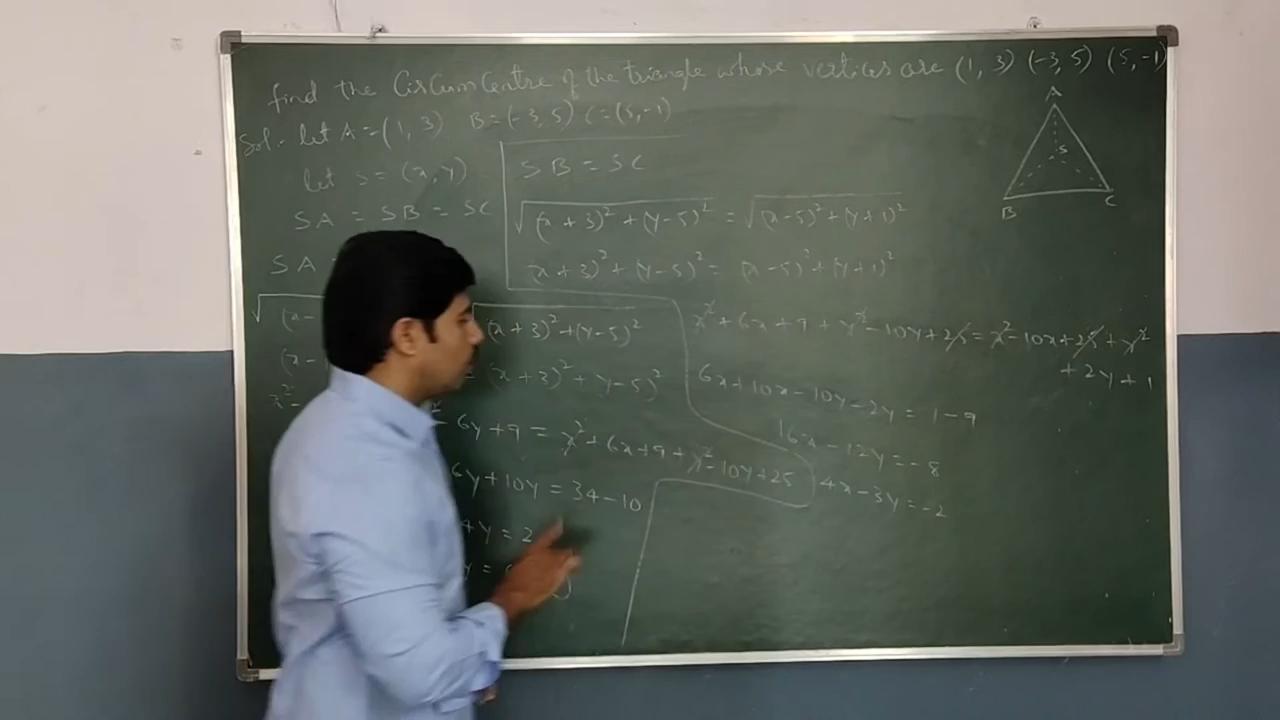 find the Circumcentre of the triangle whose vertices are (1, 3) (-3, 5) (5, -1)
Sol:- let A = (1, 3) B = (-3, 5) C = (5, -1)
let S = (x, y)
SA = SB = SC
SA =
√(x-
(x+3)²+(y-5)²
(x-
= (x+3)²+(y-5)²
x²-
6y+9 = x²+6x+9+y²-10y+25
6y+10y = 34-10
4y = 2
y =
SB = SC
√(x+3)²+(y-5)² = √(x-5)²+(y+1)²
(x+3)²+(y-5)² = (x-5)²+(y+1)²
x²+6x+9+y²-10y+25 = x²-10x+25+y²
+2y+1
6x+10x-10y-2y = 1-9
16x-12y = -8
4x-3y = -2
A
S
B
C